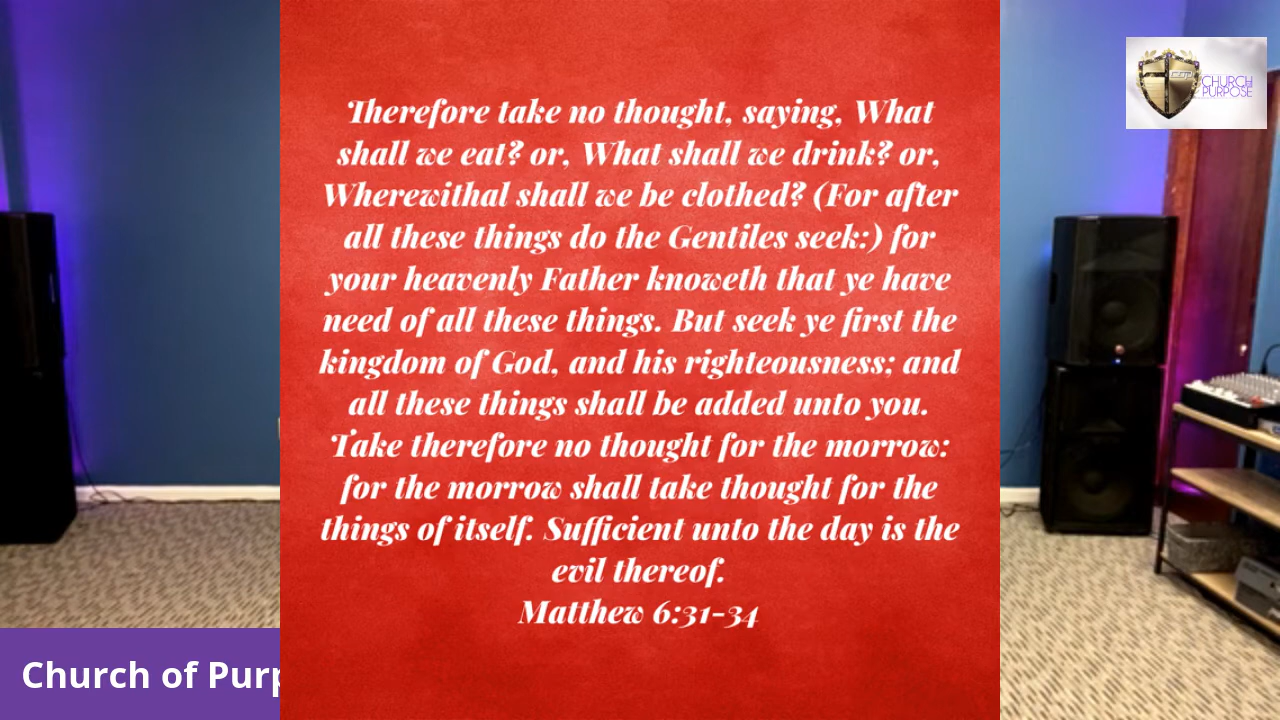 CHURCH
PURPOSE
Therefore take no thought, saying, What
shall we eat? or, What shall we drink? or,
Wherewithal shall we be clothed? (For after
all these things do the Gentiles seek:) for
your heavenly Father knoweth that ye have
need of all these things. But seek ye first the
kingdom of God, and his righteousness; and
all these things shall be added unto you.
Take therefore no thought for the morrow:
for the morrow shall take thought for the
things of itself. Sufficient unto the day is the
evil thereof.
Matthew 6:31-34
Church of Purp